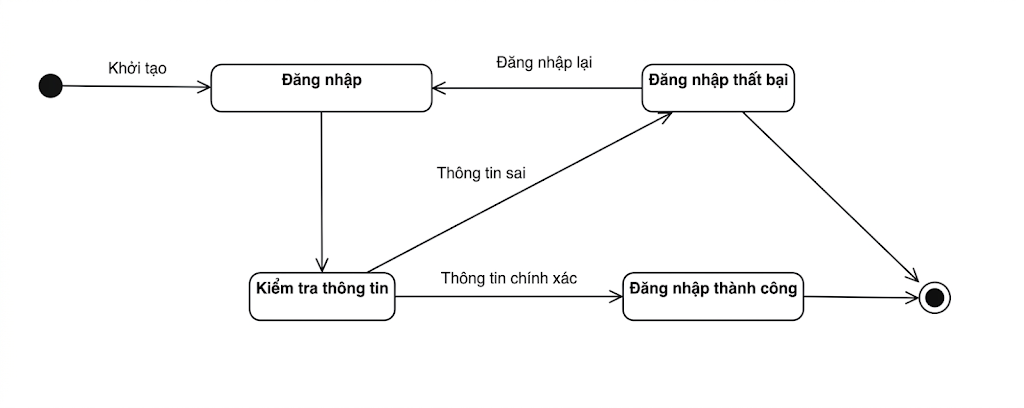 Khởi tạo
Đăng nhập
Đăng nhập lại
Đăng nhập thất bại
Thông tin sai
Kiểm tra thông tin
Thông tin chính xác
Đăng nhập thành công